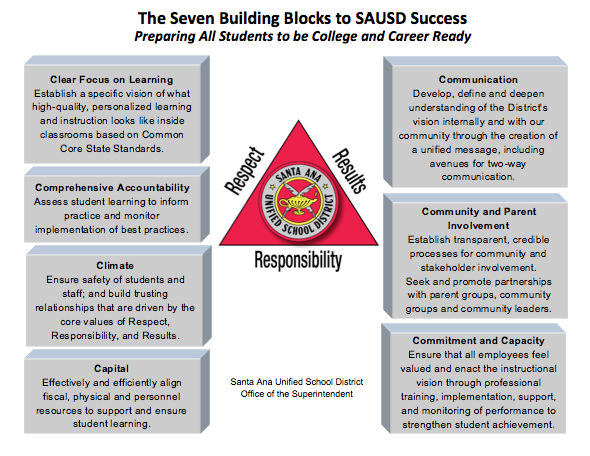 The Seven Building Blocks to SAUSD Success
Preparing All Students to be College and Career Ready
Clear Focus on Learning
Establish a specific vision of what
high-quality, personalized learning
and instruction looks like inside
classrooms based on Common
Core State Standards.
Comprehensive Accountability
Assess student learning to inform
practice and monitor
implementation of best practices.
Climate
Ensure safety of students and
staff; and build trusting
relationships that are driven by the
core values of Respect,
Responsibility, and Results.
Capital
Effectively and efficiently align
fiscal, physical and personnel
resources to support and ensure
student learning.
Respect
Results
Responsibility
SANTA ANA
UNIFIED SCHOOL DISTRICT
Santa Ana Unified School District
Office of the Superintendent
Communication
Develop, define and deepen
understanding of the District's
vision internally and with our
community through the creation of
a unified message, including
avenues for two-way
communication.
Community and Parent
Involvement
Establish transparent, credible
processes for community and
stakeholder involvement.
Seek and promote partnerships
with parent groups, community
groups and community leaders.
Commitment and Capacity
Ensure that all employees feel
valued and enact the instructional
vision through professional
training, implementation, support,
and monitoring of performance to
strengthen student achievement.